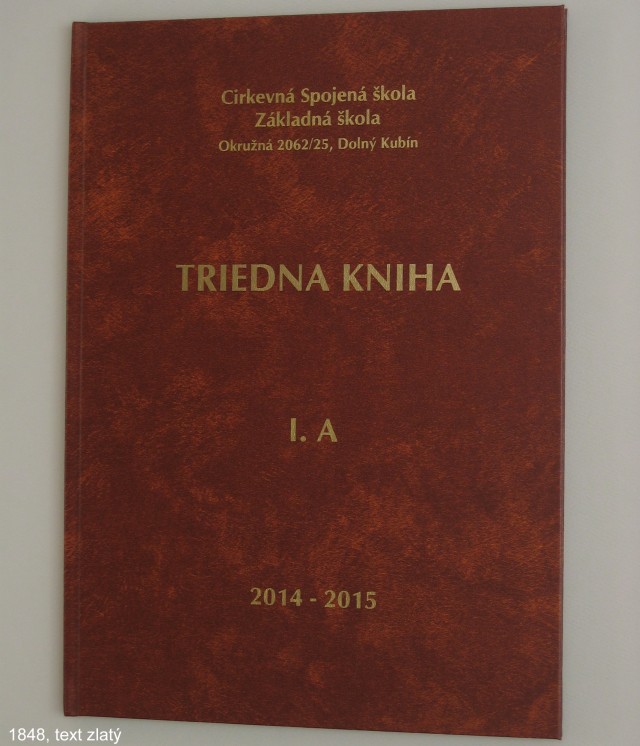 Cirkevná Spojená škola
Základná škola
Okružná 2062/25, Dolný Kubín
TRIEDNA KNIHA
I. A
2014 - 2015
1848, text zlatý